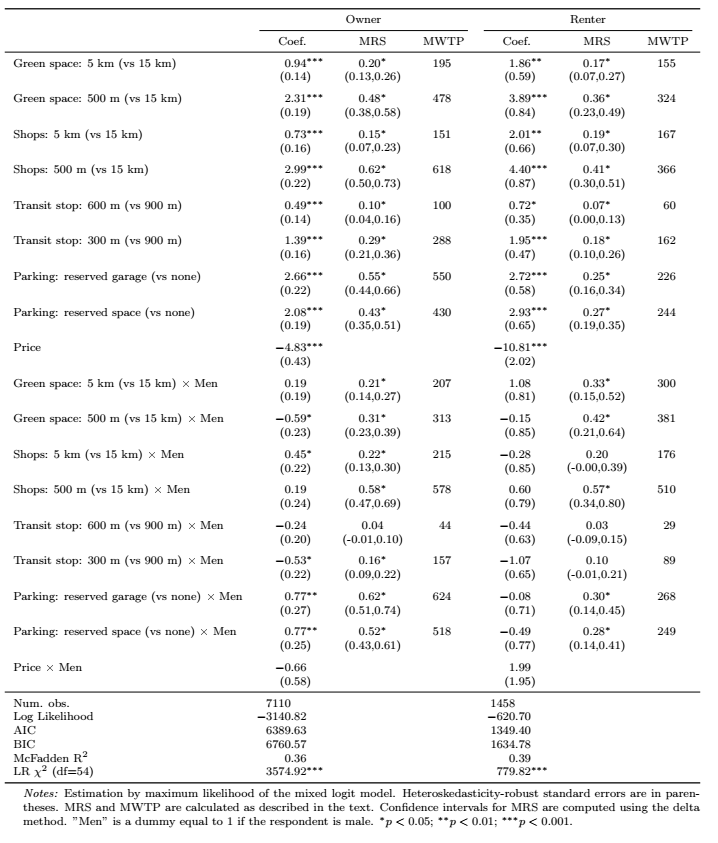 Owner Renter
Coef. MRS MWTP Coef. MRS MWTP
Green space: 5 km (vs 15 km) 0.94*** 0.20* 195 1.86** 0.17* 155
(0.14) (0.13,0.26) (0.59) (0.07,0.27)
Green space: 500 m (vs 15 km) 2.31*** 0.48* 478 3.89*** 0.36* 324
(0.19) (0.38,0.58) (0.84) (0.23,0.49)
Shops: 5 km (vs 15 km) 0.73*** 0.15* 151 2.01** 0.19* 167
(0.16) (0.07,0.23) (0.66) (0.07,0.30)
Shops: 500 m (vs 15 km) 2.99*** 0.62* 618 4.40*** 0.41* 366
(0.22) (0.50,0.73) (0.87) (0.30,0.51)
Transit stop: 600 m (vs 900 m) 0.49*** 0.10* 100 0.72* 0.07* 60
(0.14) (0.04,0.16) (0.35) (0.00,0.13)
Transit stop: 300 m (vs 900 m) 1.39*** 0.29* 288 1.95*** 0.18* 162
(0.16) (0.21,0.36) (0.47) (0.10,0.26)
Parking: reserved garage (vs none) 2.66*** 0.55* 550 2.72*** 0.25* 226
(0.22) (0.44,0.66) (0.58) (0.16,0.34)
Parking: reserved space (vs none) 2.08*** 0.43* 430 2.93*** 0.27* 244
(0.19) (0.35,0.51) (0.65) (0.19,0.35)
Price −4.83*** −10.81***
(0.43) (2.02)
Green space: 5 km (vs 15 km) × Men 0.19 0.21* 207 1.08 0.33* 300
(0.19) (0.14,0.27) (0.81) (0.15,0.52)
Green space: 500 m (vs 15 km) × Men −0.59* 0.31* 313 −0.15 0.42* 381
(0.23) (0.23,0.39) (0.85) (0.21,0.64)
Shops: 5 km (vs 15 km) × Men 0.45* 0.22* 215 −0.28 0.20 176
(0.22) (0.13,0.30) (0.85) (-0.00,0.39)
Shops: 500 m (vs 15 km) × Men 0.19 0.58* 578 0.60 0.57* 510
(0.24) (0.47,0.69) (0.79) (0.34,0.80)
Transit stop: 600 m (vs 900 m) × Men −0.24 0.04 44 −0.44 0.03 29
(0.20) (-0.01,0.10) (0.63) (-0.09,0.15)
Transit stop: 300 m (vs 900 m) × Men −0.53* 0.16* 157 −1.07 0.10 89
(0.22) (0.09,0.22) (0.65) (-0.01,0.21)
Parking: reserved garage (vs none) × Men 0.77** 0.62* 624 −0.08 0.30* 268
(0.27) (0.51,0.74) (0.71) (0.14,0.45)
Parking: reserved space (vs none) × Men 0.77** 0.52* 518 −0.49 0.28* 249
(0.25) (0.43,0.61) (0.77) (0.14,0.41)
Price × Men −0.66 1.99
(0.58) (1.95)
Num. obs. 7110 1458
Log Likelihood −3140.82 −620.70
AIC 6389.63 1349.40
BIC 6760.57 1634.78
McFadden R² 0.36 0.39
LR χ² (df=54) 3574.92*** 779.82***
Notes: Estimation by maximum likelihood of the mixed logit model. Heteroskedasticity-robust standard errors are in paren-
theses. MRS and MWTP are calculated as described in the text. Confidence intervals for MRS are computed using the delta
method. ”Men” is a dummy equal to 1 if the respondent is male. *p < 0.05; **p < 0.01; ***p < 0.001.